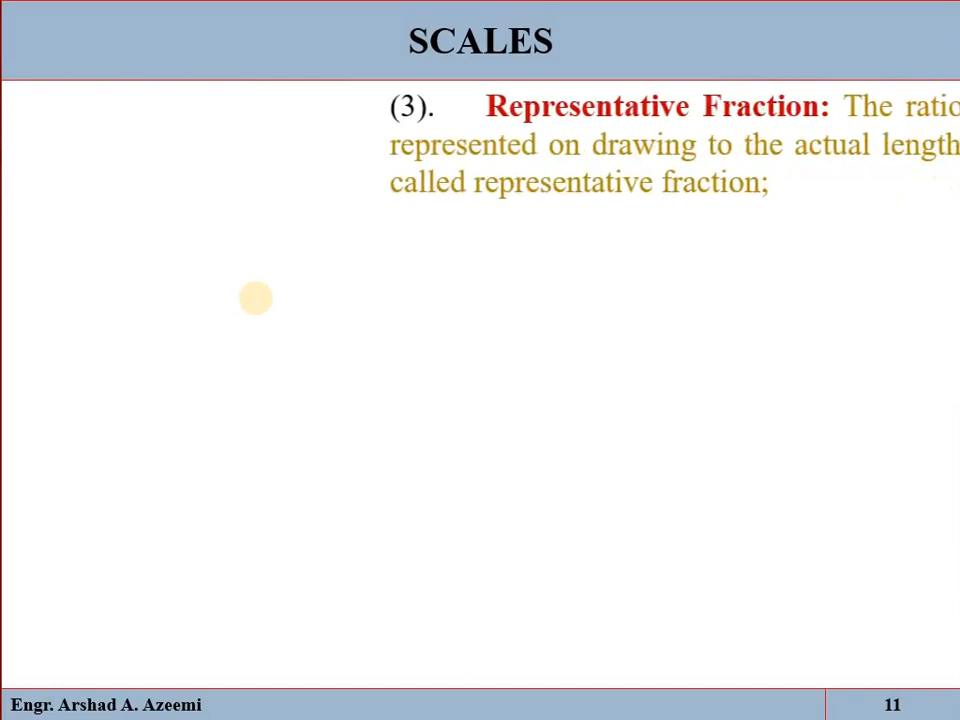 SCALES
(3). Representative Fraction: The ratio
represented on drawing to the actual length
called representative fraction;
Engr. Arshad A. Azeemi
11